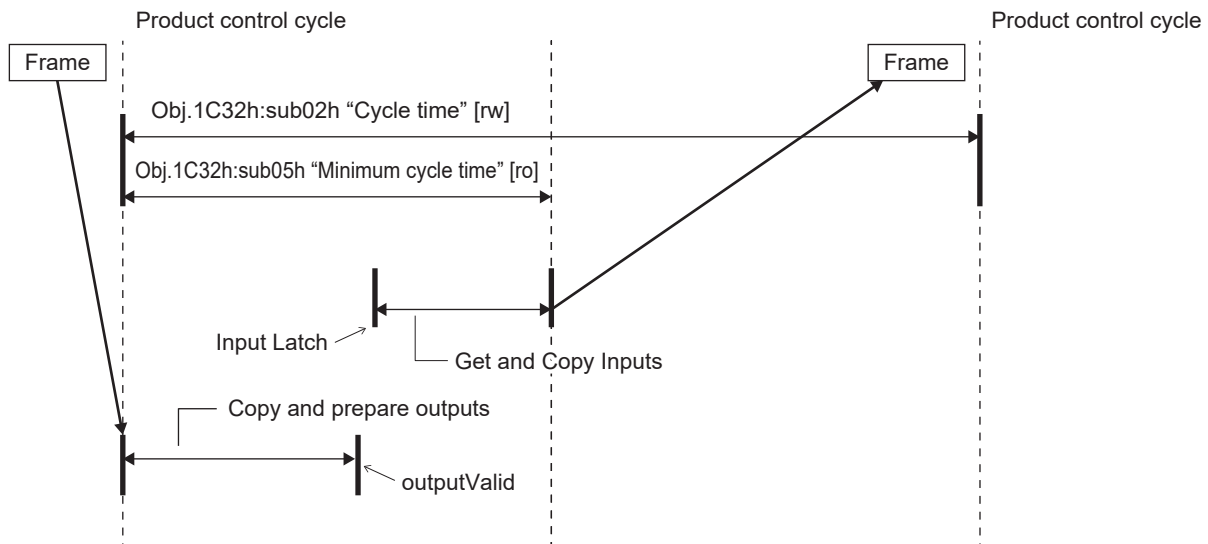 Product control cycle
Product control cycle
Frame
Frame
Obj.1C32h:sub02h “Cycle time” [rw]
Obj.1C32h:sub05h “Minimum cycle time” [ro]
Input Latch
Get and Copy Inputs
Copy and prepare outputs
outputValid